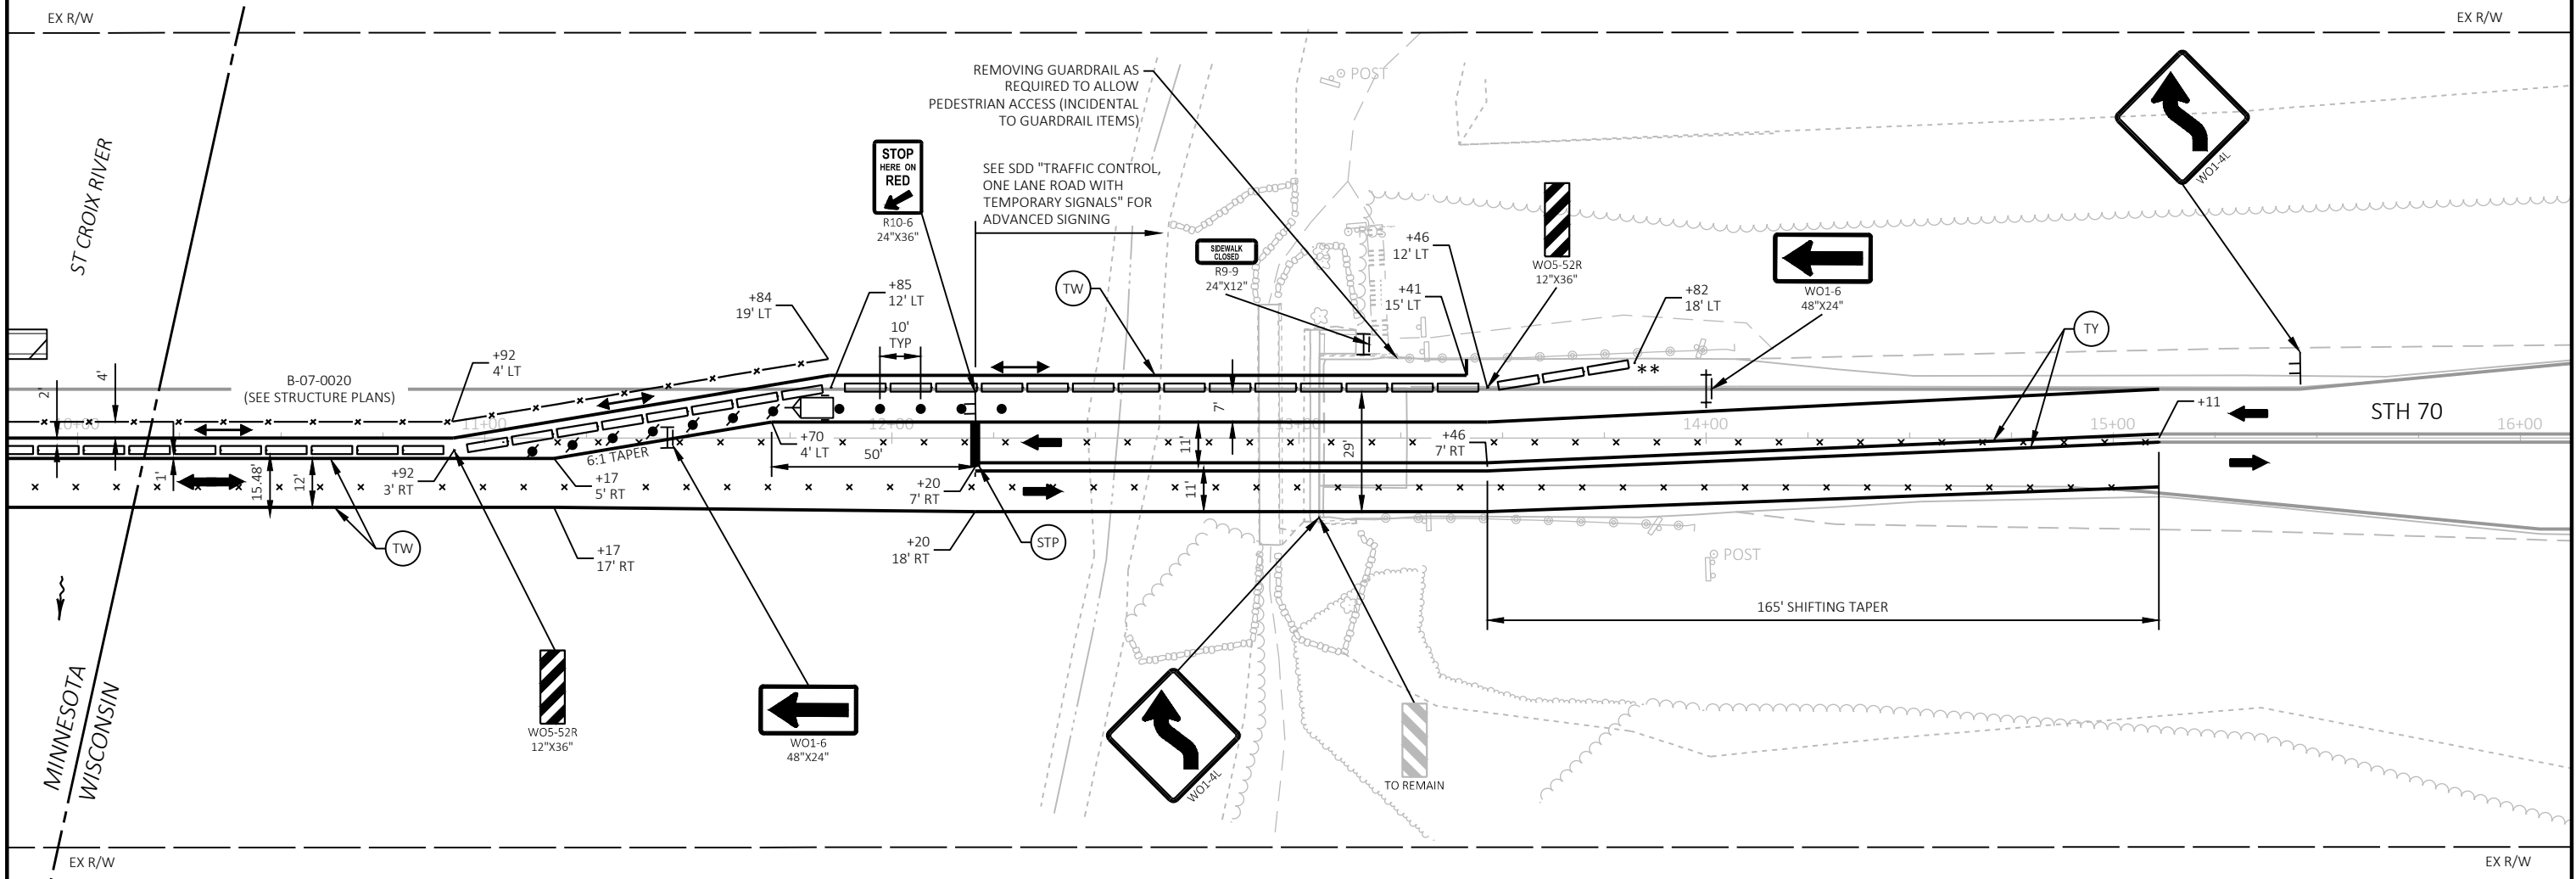 EX R/W
EX R/W
REMOVING GUARDRAIL AS
REQUIRED TO ALLOW
PEDESTRIAN ACCESS (INCIDENTAL
TO GUARDRAIL ITEMS)
POST
WO1-4L
ST CROIX RIVER
STOP
HERE ON
RED
R10-6
24"X36"
SEE SDD "TRAFFIC CONTROL,
ONE LANE ROAD WITH
TEMPORARY SIGNALS" FOR
ADVANCED SIGNING
SIDEWALK
CLOSED
R9-9
24"X12"
+46
12' LT
WO5-52R
12"X36"
WO1-6
48"X24"
+84
19' LT
+85
12' LT
TW
+41
15' LT
+82
18' LT
TY
10'
TYP
+92
4' LT
**
2'
4'
B-07-0020
(SEE STRUCTURE PLANS)
7'
+11
STH 70
10+00
11+00
12+00
13+00
14+00
15+00
16+00
+70
4' LT
6:1 TAPER
50'
11'
29'
+46
7' RT
1'
15.48'
12'
+92
3' RT
+17
5' RT
+20
7' RT
11'
TW
+17
17' RT
+20
18' RT
STP
POST
165' SHIFTING TAPER
MINNESOTA
WISCONSIN
WO5-52R
12"X36"
WO1-6
48"X24"
WO1-4L
TO REMAIN
EX R/W
EX R/W